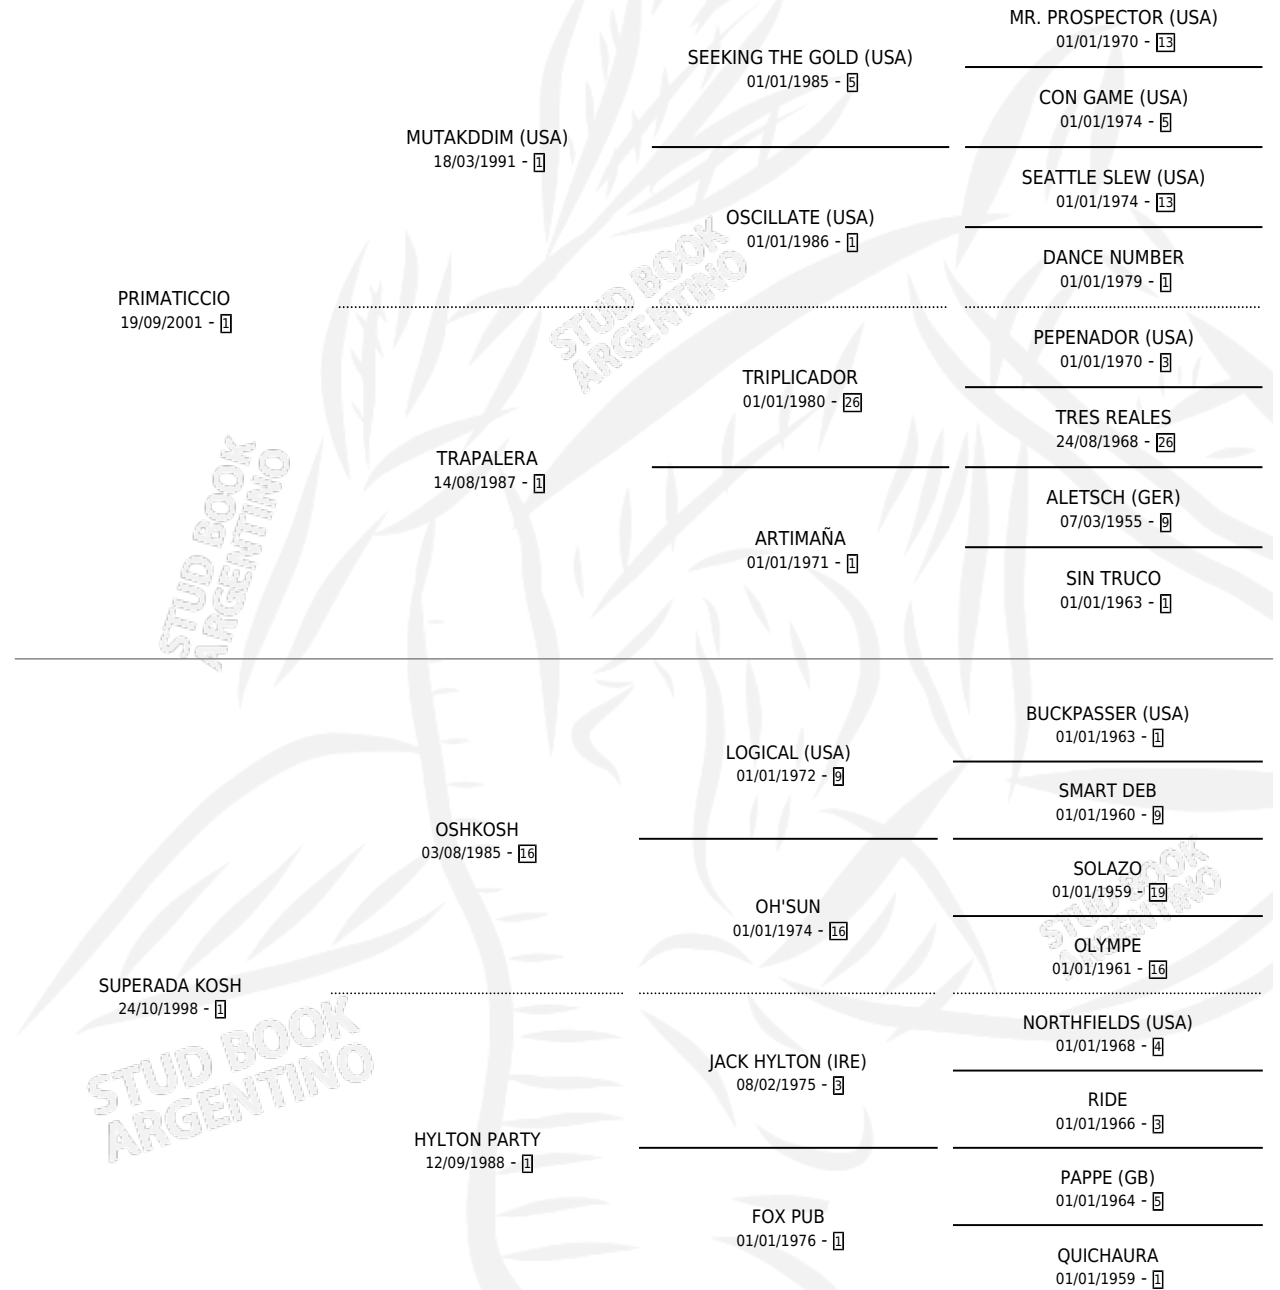 MR. PROSPECTOR (USA)
01/01/1970 - 13
SEEKING THE GOLD (USA)
01/01/1985 - 5
CON GAME (USA)
01/01/1974 - 5
MUTAKDDIM (USA)
18/03/1991 - 1
SEATTLE SLEW (USA)
01/01/1974 - 13
OSCILLATE (USA)
01/01/1986 - 1
DANCE NUMBER
01/01/1979 - 1
PRIMATICCIO
19/09/2001 - 1
PEPENADOR (USA)
01/01/1970 - 3
TRIPLICADOR
01/01/1980 - 26
TRES REALES
24/08/1968 - 26
TRAPALERA
14/08/1987 - 1
ALETSCH (GER)
07/03/1955 - 9
ARTIMAÑA
01/01/1971 - 1
SIN TRUCO
01/01/1963 - 1
BUCKPASSER (USA)
01/01/1963 - 1
LOGICAL (USA)
01/01/1972 - 9
SMART DEB
01/01/1960 - 9
OSHKOSH
03/08/1985 - 16
SOLAZO
01/01/1959 - 19
OH'SUN
01/01/1974 - 16
OLYMPE
01/01/1961 - 16
SUPERADA KOSH
24/10/1998 - 1
NORTHFIELDS (USA)
01/01/1968 - 4
JACK HYLTON (IRE)
08/02/1975 - 3
RIDE
01/01/1966 - 3
HYLTON PARTY
12/09/1988 - 1
PAPPE (GB)
01/01/1964 - 5
FOX PUB
01/01/1976 - 1
QUICHAURA
01/01/1959 - 1
STUD BOOK
ARGENTINO
STUD BOOK
ARGENTINO
STUD BOOK
ARGENTINO
STUD BOOK
ARGENTINO